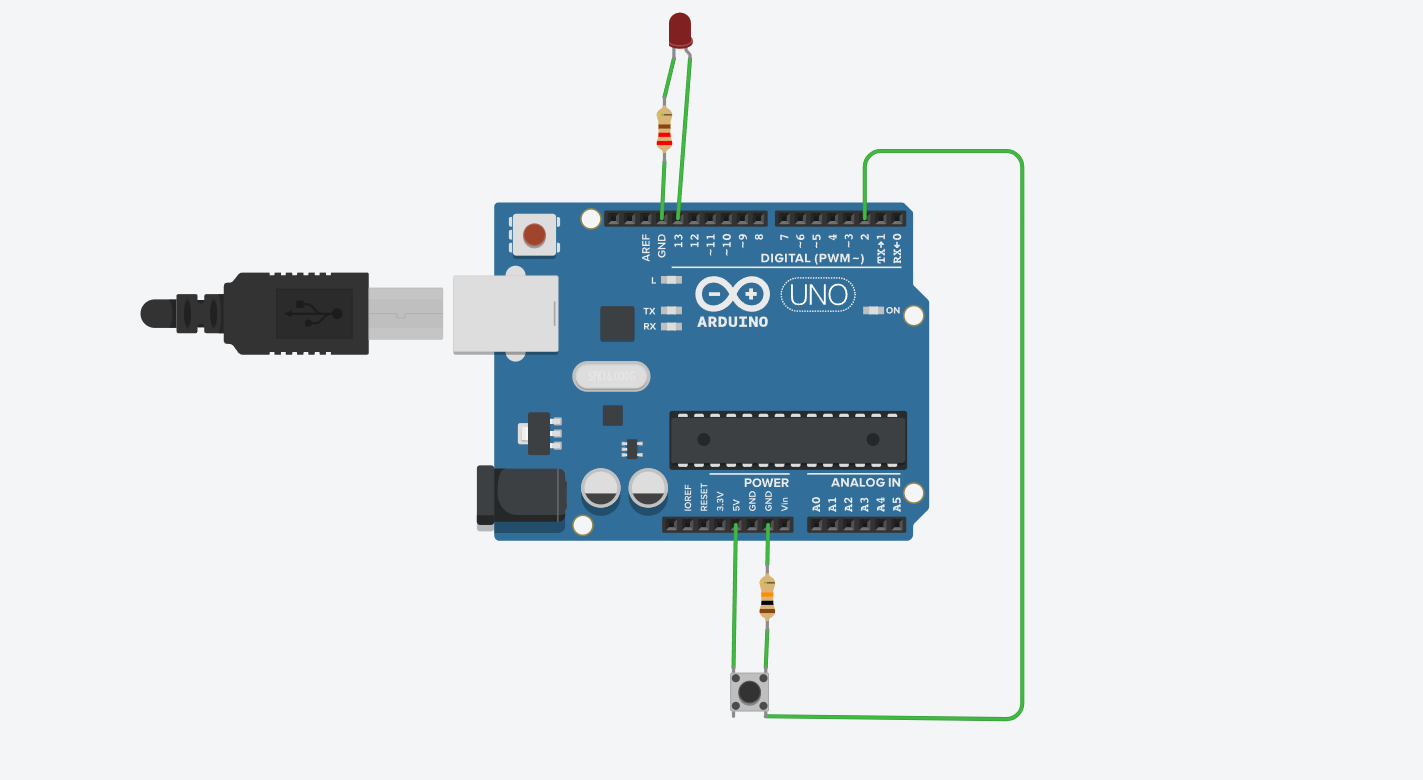 AREF
GND
13
12
~11
~10
~9
8
7
~6
~5
4
~3
2
TX→1
RX←0
DIGITAL (PWM ~)
L
TX
RX
ARDUINO
UNO
ON
POWER
ANALOG IN
IOREF
RESET
3.3V
5V
GND
GND
Vin
A0
A1
A2
A3
A4
A5